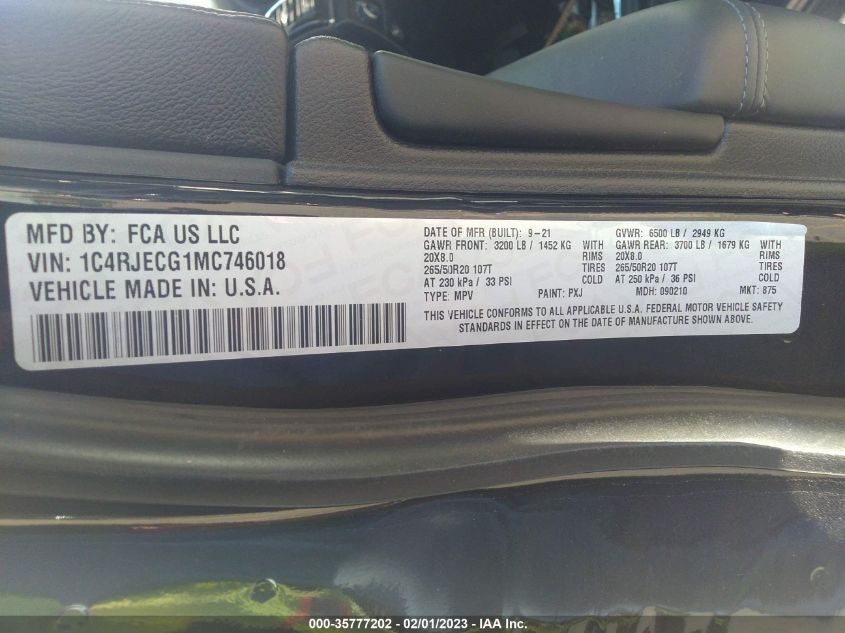 MFD BY: FCA US LLC
VIN: 1C4RJECG1MC746018
VEHICLE MADE IN: U.S.A.
DATE OF MFR (BUILT): 9-21 GVWR: 6500 LB / 2949 KG
GAWR FRONT: 3200 LB / 1452 KG WITH GAWR REAR: 3700 LB / 1679 KG WITH
20X8.0 RIMS 20X8.0 RIMS
265/50R20 107T TIRES 265/50R20 107T TIRES
AT 230 kPa / 33 PSI COLD AT 250 kPa / 36 PSI COLD
TYPE: MPV PAINT: PXJ MDH: 090210 MKT: 875
THIS VEHICLE CONFORMS TO ALL APPLICABLE U.S.A. FEDERAL MOTOR VEHICLE SAFETY
STANDARDS IN EFFECT ON THE DATE OF MANUFACTURE SHOWN ABOVE.
000-35777202 - 02/01/2023 - IAA Inc.